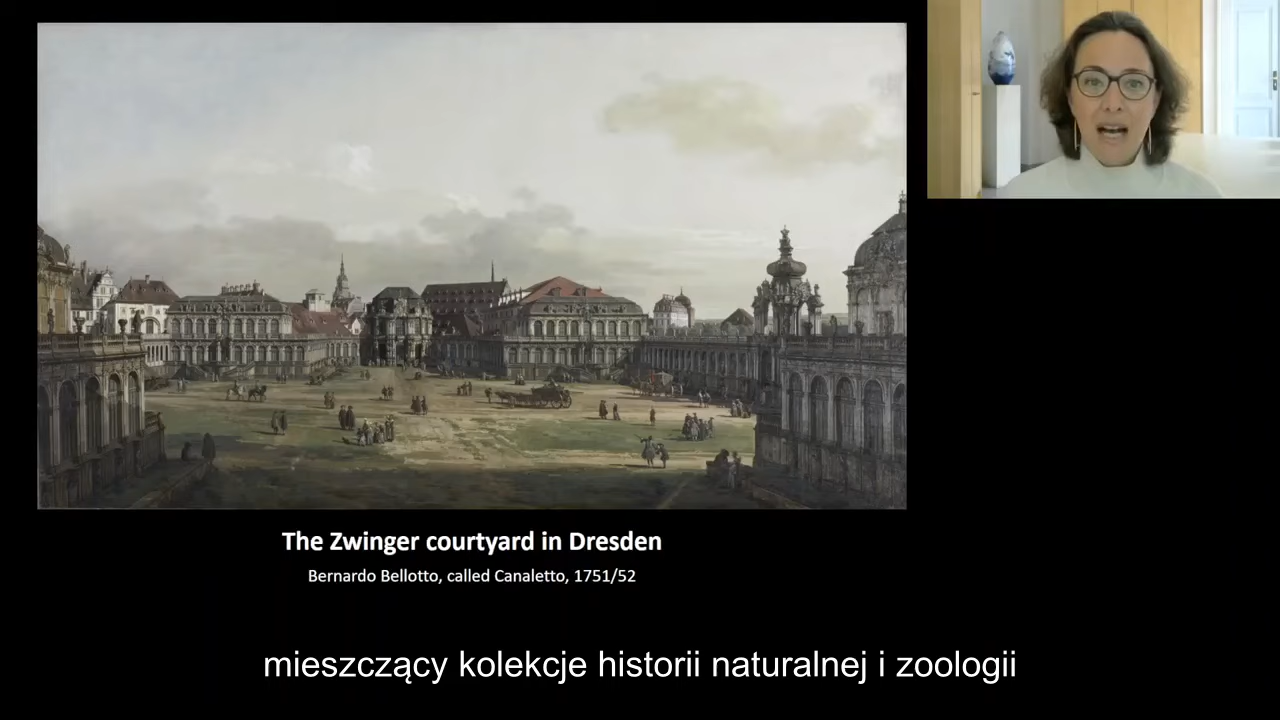 The Zwinger courtyard in Dresden
Bernardo Bellotto, called Canaletto, 1751/52
mieszczący kolekcje historii naturalnej i zoologii